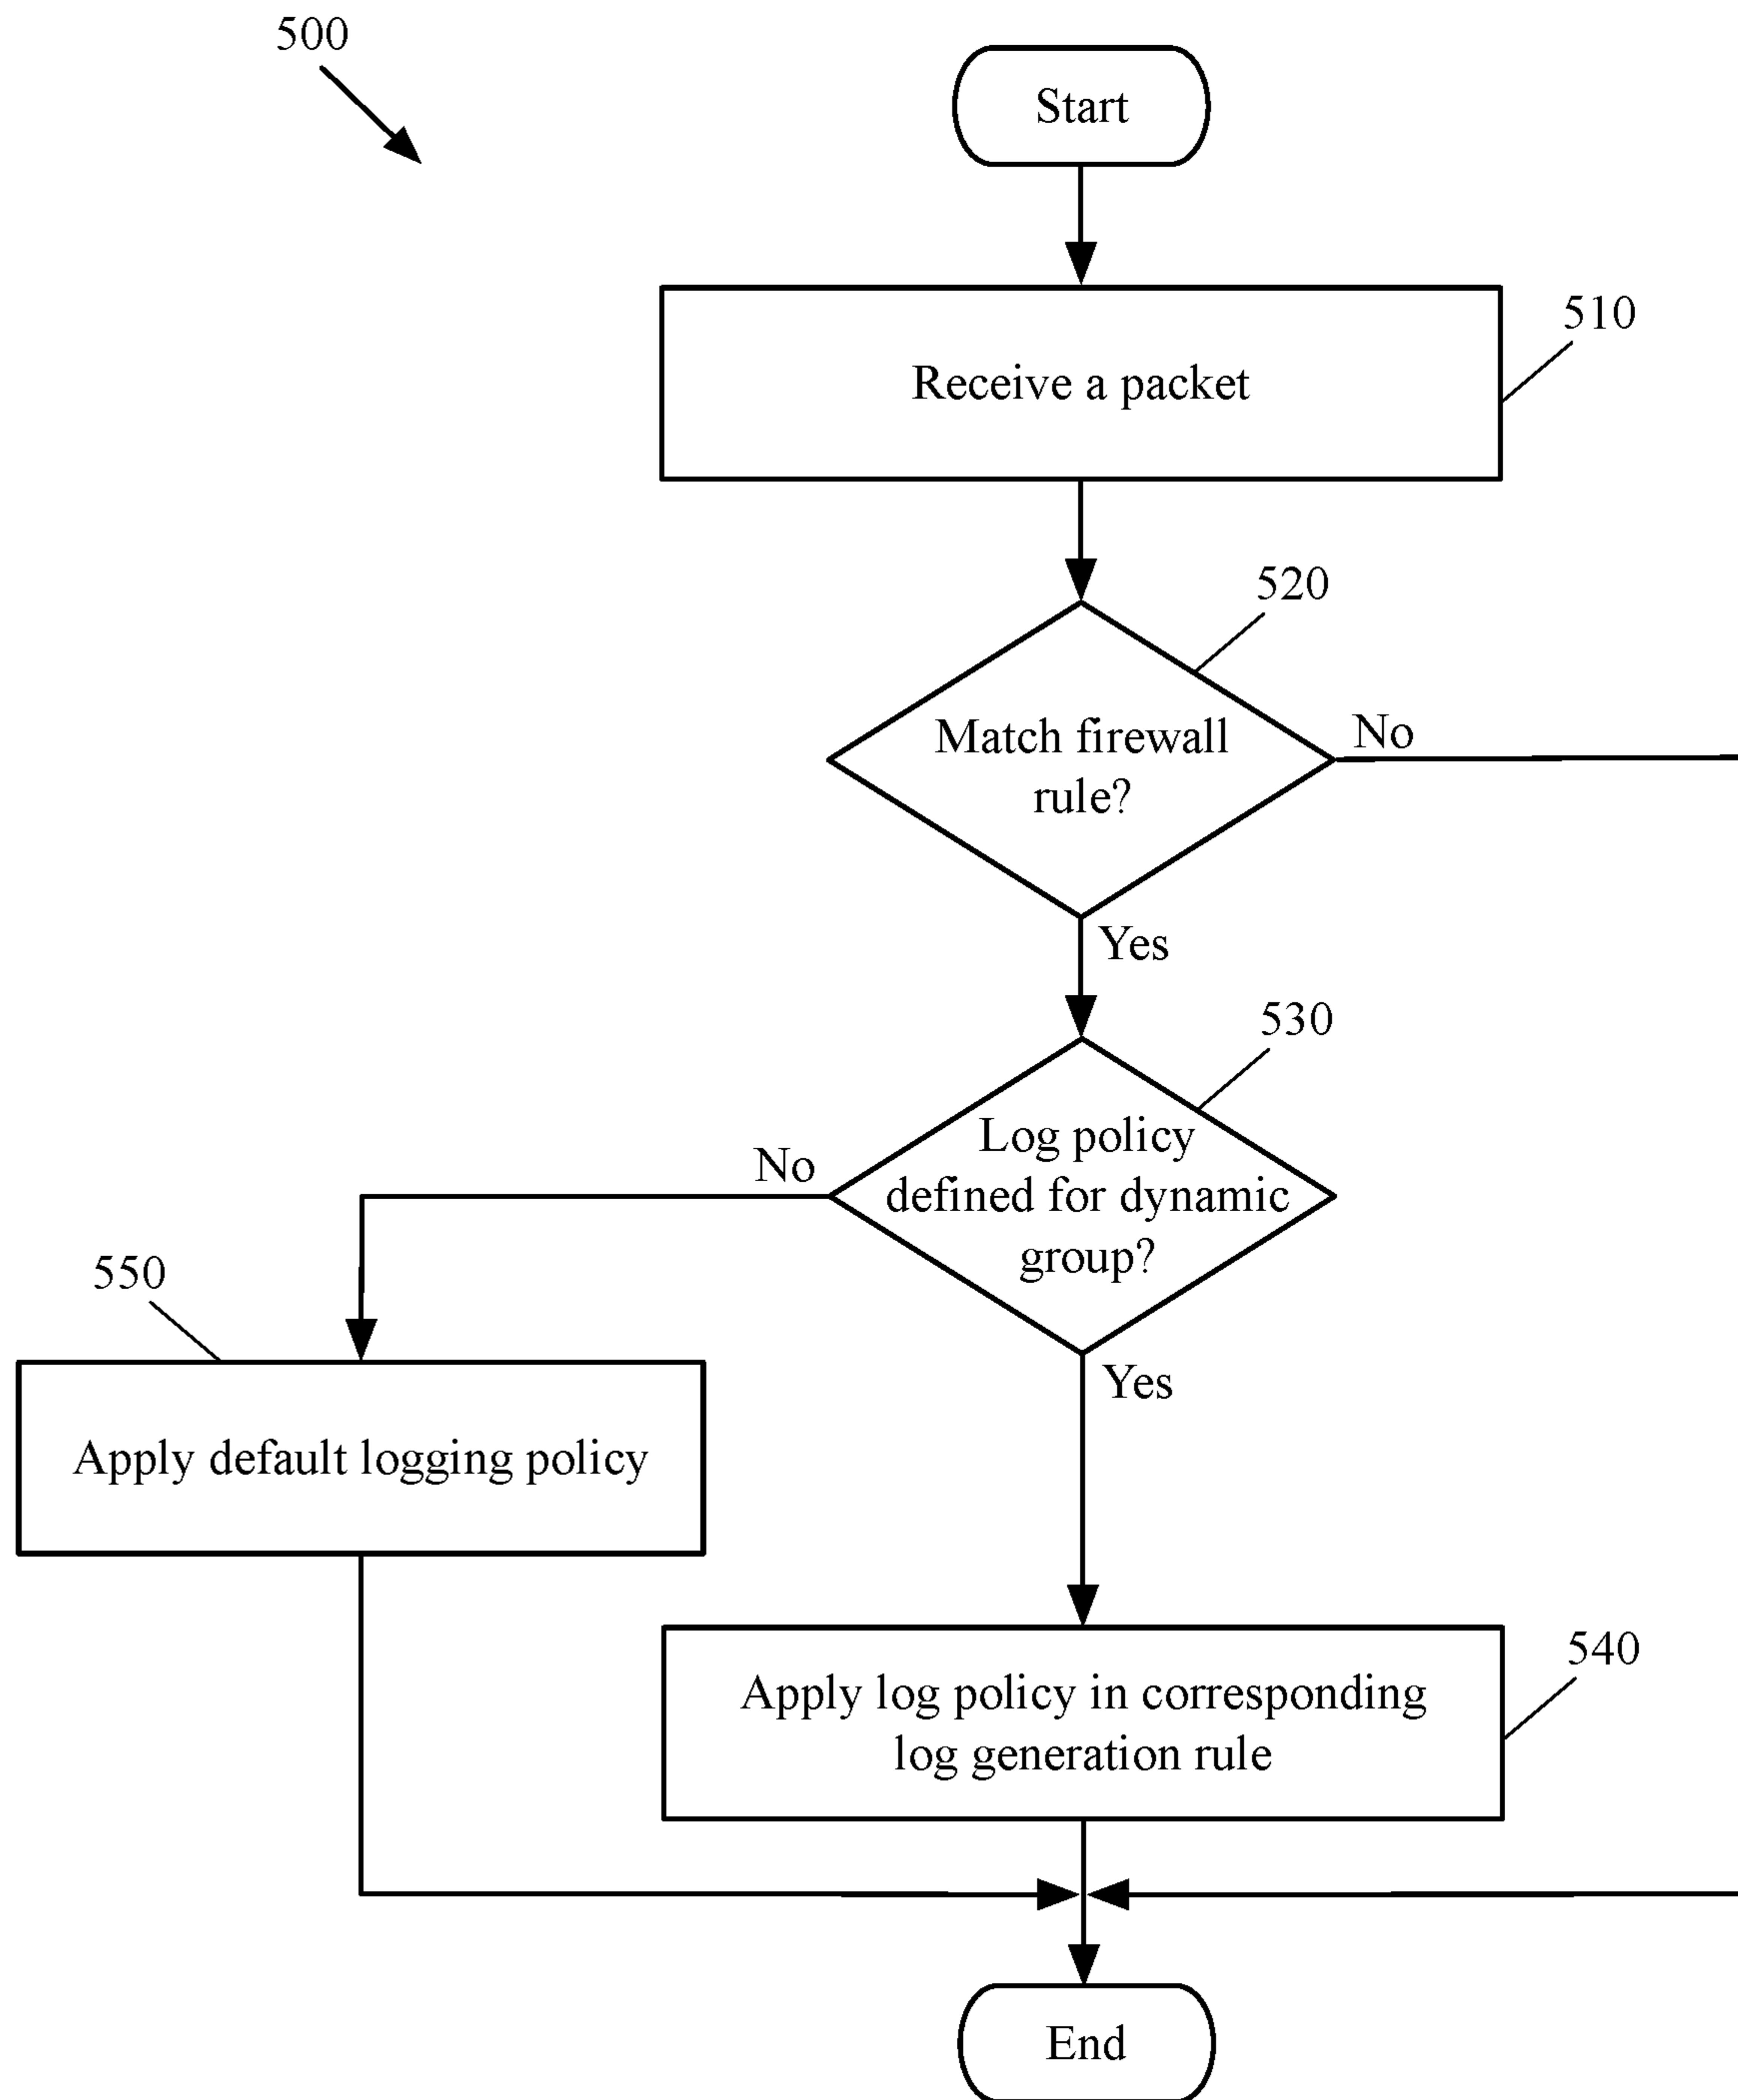 500
Start
510
Receive a packet
520
Match firewall
rule?
No
Yes
530
Log policy
defined for dynamic
group?
No
Yes
550
Apply default logging policy
540
Apply log policy in corresponding
log generation rule
End